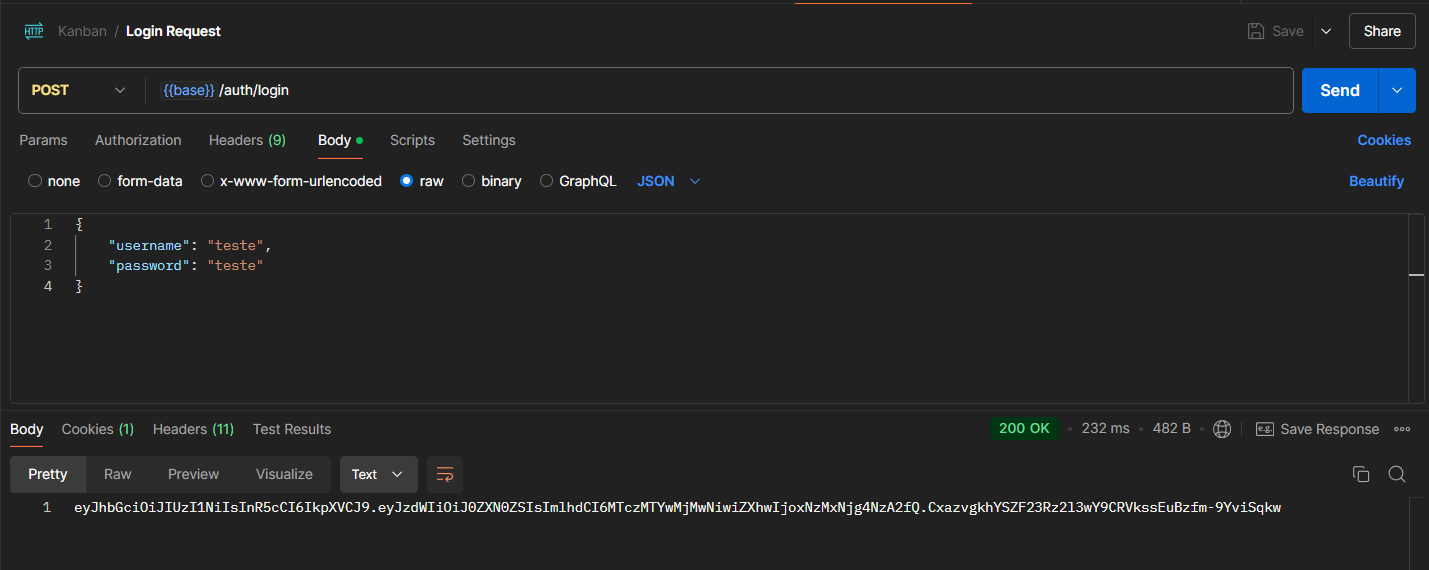 HTTP Kanban / Login Request Save Share
POST {{base}} /auth/login Send
Params Authorization Headers (9) Body Scripts Settings Cookies
none form-data x-www-form-urlencoded raw binary GraphQL JSON Beautify
1 {
2 "username": "teste",
3 "password": "teste"
4 }
Body Cookies (1) Headers (11) Test Results 200 OK • 232 ms • 482 B e.g. Save Response
Pretty Raw Preview Visualize Text
1 eyJhbGciOiJIUzI1NiIsInR5cCI6IkpXVCJ9.eyJzdWIiOiJ0ZXN0ZSIsImlhdCI6MTczMTYwMjMwNiwiZXhwIjoxNzMxNjg4NzA2fQ.CxazvgkhYSZF23Rz2l3wY9CRVkssEuBzfm-9YviSqkw